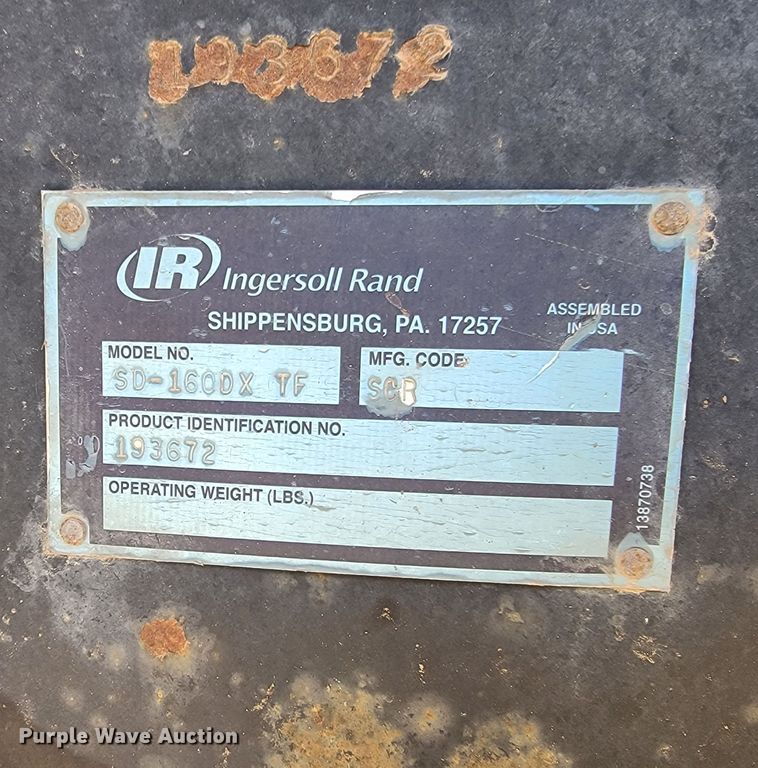 193672
IR Ingersoll Rand
SHIPPENSBURG, PA. 17257
ASSEMBLED
IN USA
MODEL NO.
SD-160DX TF
MFG. CODE
SCR
PRODUCT IDENTIFICATION NO.
193672
OPERATING WEIGHT (LBS.)
13870738
Purple Wave Auction